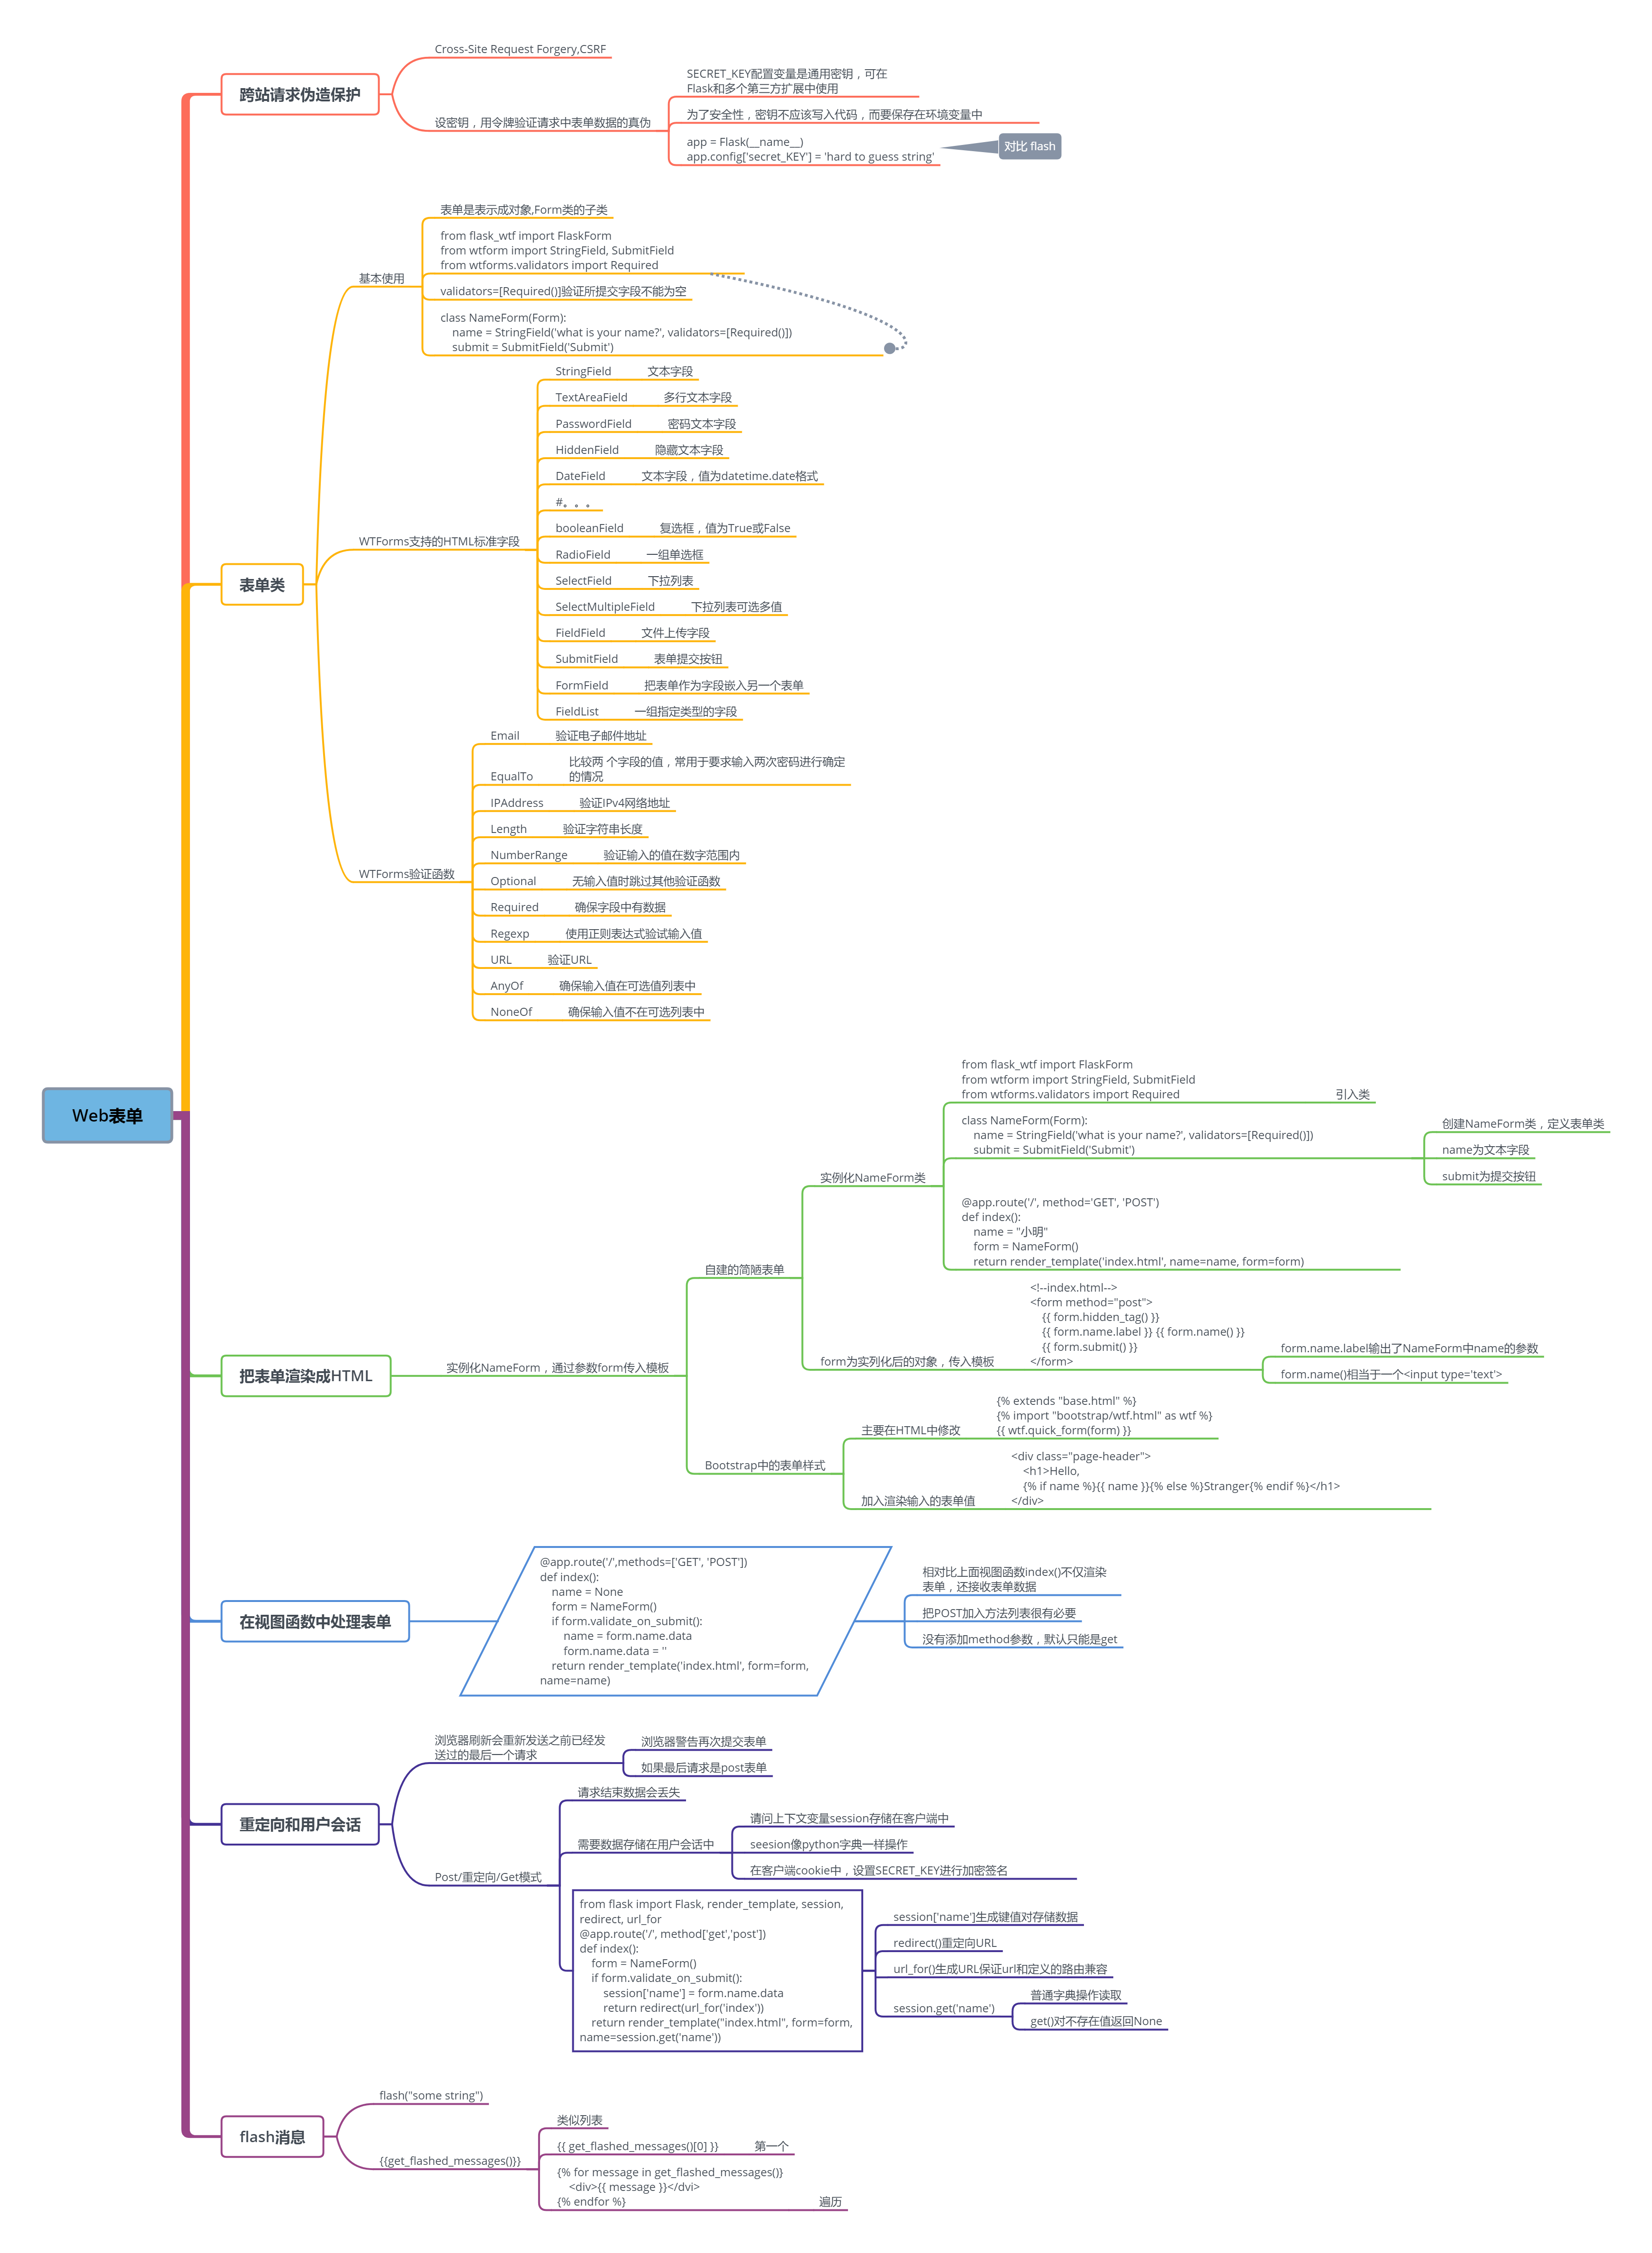 Web表单
跨站请求伪造保护
Cross-Site Request Forgery,CSRF
设密钥，用令牌验证请求中表单数据的真伪
SECRET_KEY配置变量是通用密钥，可在
Flask和多个第三方扩展中使用
为了安全性，密钥不应该写入代码，而要保存在环境变量中
app = Flask(__name__)
app.config['secret_KEY'] = 'hard to guess string'
对比 flash
表单类
基本使用
表单是表示成对象,Form类的子类
from flask_wtf import FlaskForm
from wtform import StringField, SubmitField
from wtforms.validators import Required
validators=[Required()]验证所提交字段不能为空
class NameForm(Form):
    name = StringField('what is your name?', validators=[Required()])
    submit = SubmitField('Submit')
WTForms支持的HTML标准字段
StringField 文本字段
TextAreaField 多行文本字段
PasswordField 密码文本字段
HiddenField 隐藏文本字段
DateField 文本字段，值为datetime.date格式
#。。。
booleanField 复选框，值为True或False
RadioField 一组单选框
SelectField 下拉列表
SelectMultipleField 下拉列表可选多值
FieldField 文件上传字段
SubmitField 表单提交按钮
FormField 把表单作为字段嵌入另一个表单
FieldList 一组指定类型的字段
WTForms验证函数
Email 验证电子邮件地址
比较两 个字段的值，常用于要求输入两次密码进行确定
EqualTo 的情况
IPAddress 验证IPv4网络地址
Length 验证字符串长度
NumberRange 验证输入的值在数字范围内
Optional 无输入值时跳过其他验证函数
Required 确保字段中有数据
Regexp 使用正则表达式验试输入值
URL 验证URL
AnyOf 确保输入值在可选值列表中
NoneOf 确保输入值不在可选列表中
把表单渲染成HTML
实例化NameForm，通过参数form传入模板
自建的简陋表单
实例化NameForm类
from flask_wtf import FlaskForm
from wtform import StringField, SubmitField
from wtforms.validators import Required 引入类
class NameForm(Form):
    name = StringField('what is your name?', validators=[Required()])
    submit = SubmitField('Submit')
创建NameForm类，定义表单类
name为文本字段
submit为提交按钮
@app.route('/', method='GET', 'POST')
def index():
    name = "小明"
    form = NameForm()
    return render_template('index.html', name=name, form=form)
form为实列化后的对象，传入模板
<!--index.html-->
<form method="post">
    {{ form.hidden_tag() }}
    {{ form.name.label }} {{ form.name() }}
    {{ form.submit() }}
</form>
form.name.label输出了NameForm中name的参数
form.name()相当于一个<input type='text'>
Bootstrap中的表单样式
主要在HTML中修改
{% extends "base.html" %}
{% import "bootstrap/wtf.html" as wtf %}
{{ wtf.quick_form(form) }}
加入渲染输入的表单值
<div class="page-header">
    <h1>Hello,
    {% if name %}{{ name }}{% else %}Stranger{% endif %}</h1>
</div>
在视图函数中处理表单
@app.route('/',methods=['GET', 'POST'])
def index():
    name = None
    form = NameForm()
    if form.validate_on_submit():
        name = form.name.data
        form.name.data = ''
    return render_template('index.html', form=form,
name=name)
相对比上面视图函数index()不仅渲染
表单，还接收表单数据
把POST加入方法列表很有必要
没有添加method参数，默认只能是get
重定向和用户会话
浏览器刷新会重新发送之前已经发
送过的最后一个请求
浏览器警告再次提交表单
如果最后请求是post表单
Post/重定向/Get模式
请求结束数据会丢失
需要数据存储在用户会话中
请问上下文变量session存储在客户端中
seesion像python字典一样操作
在客户端cookie中，设置SECRET_KEY进行加密签名
from flask import Flask, render_template, session,
redirect, url_for
@app.route('/', method['get','post'])
def index():
    form = NameForm()
    if form.validate_on_submit():
        session['name'] = form.name.data
        return redirect(url_for('index'))
    return render_template("index.html", form=form,
name=session.get('name'))
session['name']生成键值对存储数据
redirect()重定向URL
url_for()生成URL保证url和定义的路由兼容
session.get('name')
普通字典操作读取
get()对不存在值返回None
flash消息
flash("some string")
{{get_flashed_messages()}}
类似列表
{{ get_flashed_messages()[0] }} 第一个
{% for message in get_flashed_messages()}
    <div>{{ message }}</dvi>
{% endfor %} 遍历